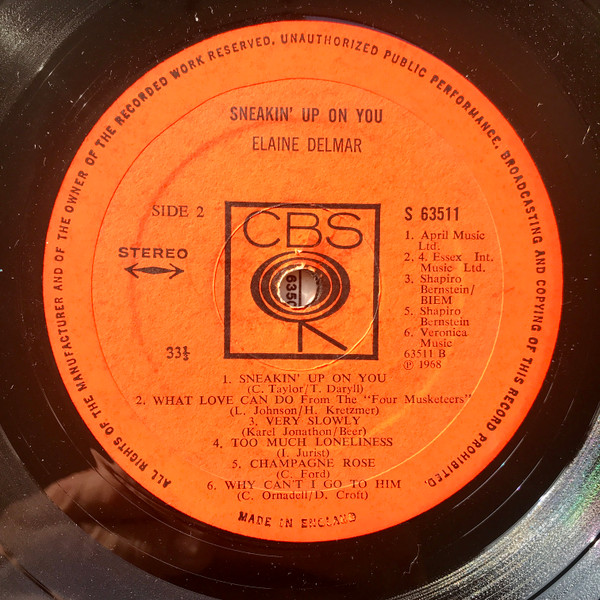 ALL RIGHTS OF THE MANUFACTURER AND OF THE OWNER OF THE RECORDED WORK RESERVED. UNAUTHORIZED PUBLIC PERFORMANCE, BROADCASTING AND COPYING OF THIS RECORD PROHIBITED.
SNEAKIN' UP ON YOU
ELAINE DELMAR
SIDE 2
CBS
S 63511
STEREO
33⅓
1. April Music
Ltd.
2, 4. Essex Int.
Music Ltd.
3. Shapiro
Bernstein/
BIEM
5. Shapiro
Bernstein
6. Veronica
Music
63511 B
℗ 1968
1. SNEAKIN' UP ON YOU
(C. Taylor/T. Daryll)
2. WHAT LOVE CAN DO From The "Four Musketeers"
(L. Johnson/H. Kretzmer)
3. VERY SLOWLY
(Karel Jonathon/Beer)
4. TOO MUCH LONELINESS
(I. Jurist)
5. CHAMPAGNE ROSE
(C. Ford)
6. WHY CAN'T I GO TO HIM
(C. Ornadell/D. Croft)
MADE IN ENGLAND